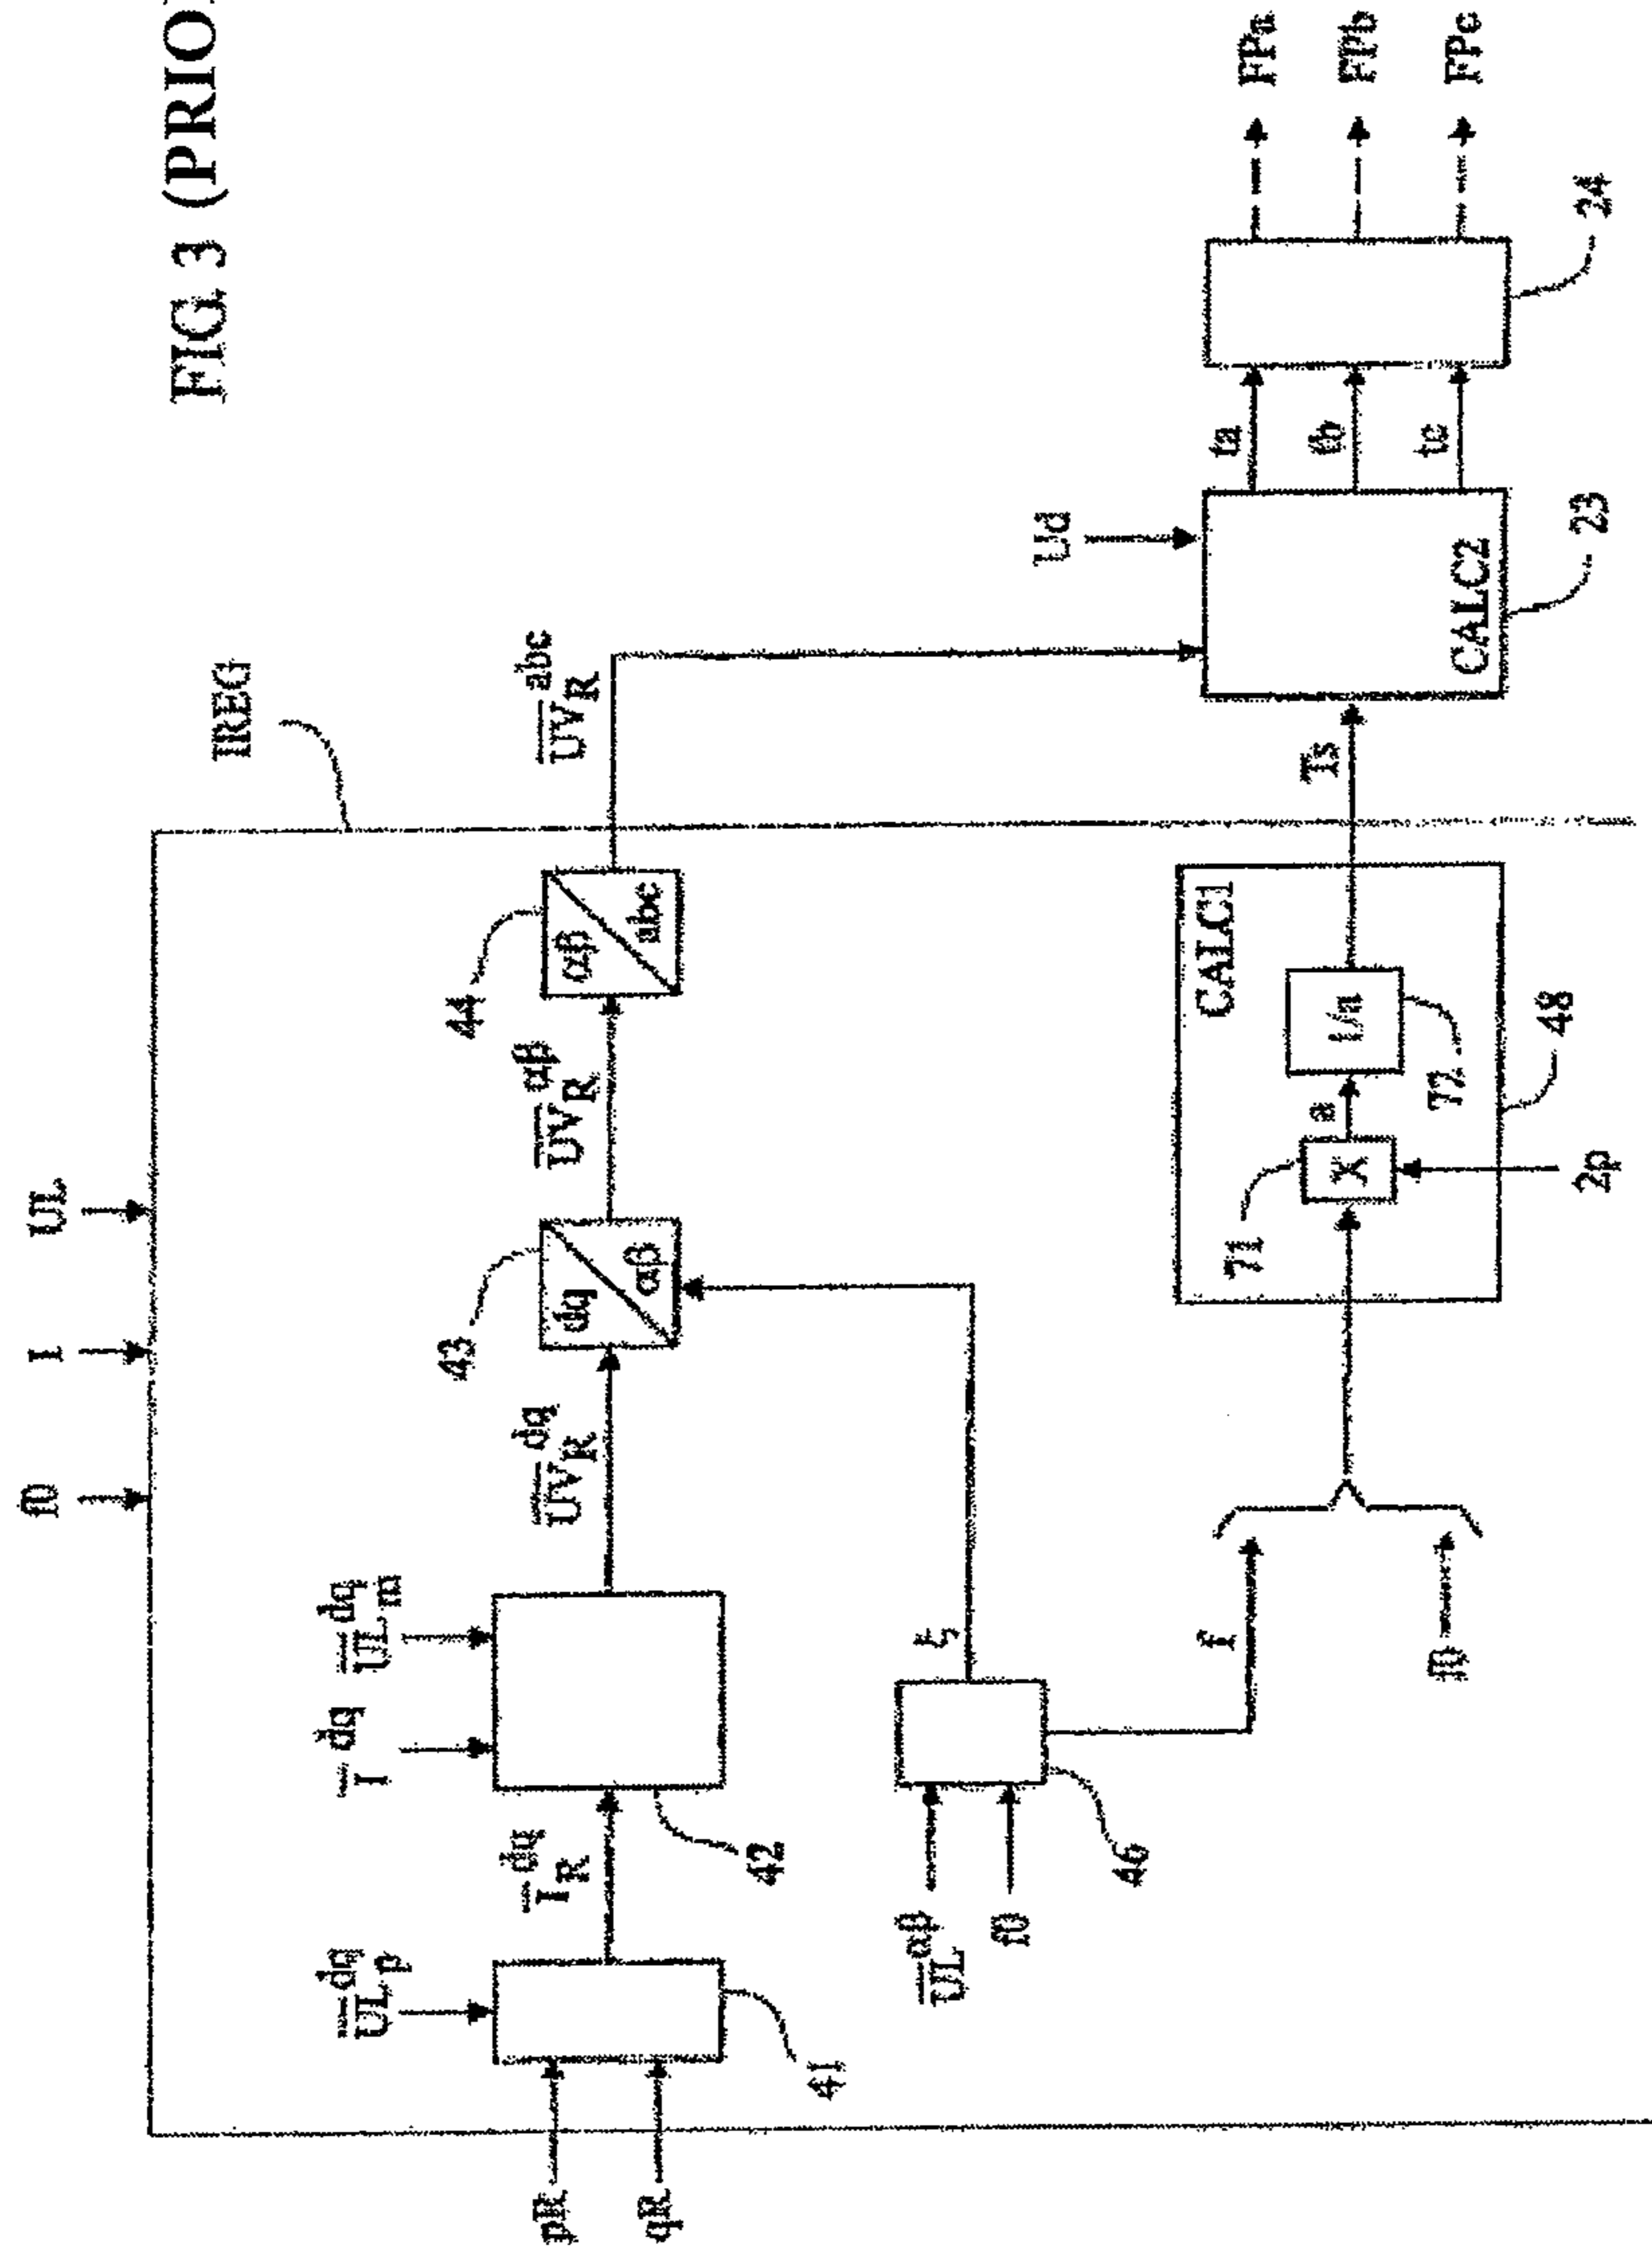 FIG 3 (PRIO
f0
I
UL
IREG
pR
qR
UL dq p
41
I R dq
I dq
UL dq m
42
UV R dq
43
dq
αβ
UV R αβ
44
αβ
abc
UV R abc
UL αβ
f0
46
ξ
f
f0
CALC1
71
X
2p
a
1/a
72
48
Ts
Ud
CALC2
23
ta
tb
tc
24
FPa
FPb
FPc